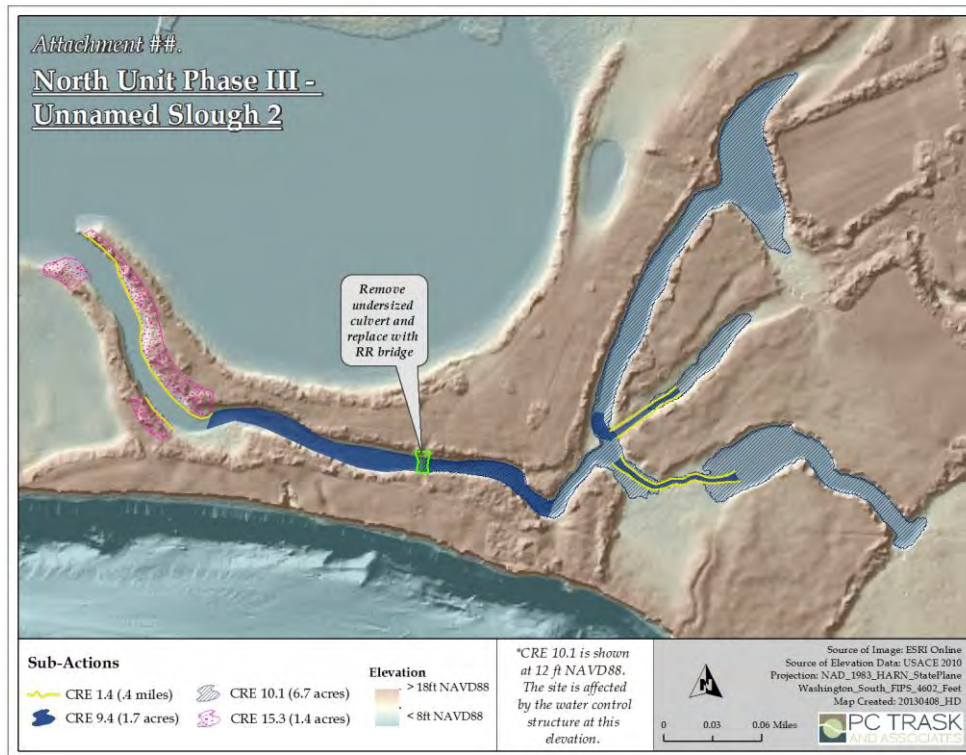 Attachment ##.
North Unit Phase III -
Unnamed Slough 2
Remove
undersized
culvert and
replace with
RR bridge
Sub-Actions
CRE 1.4 (.4 miles)
CRE 9.4 (1.7 acres)
CRE 10.1 (6.7 acres)
CRE 15.3 (1.4 acres)
Elevation
> 18ft NAVD88
< 8ft NAVD88
*CRE 10.1 is shown
at 12 ft NAVD88.
The site is affected
by the water control
structure at this
elevation.
N
0 0.03 0.06 Miles
Source of Image: ESRI Online
Source of Elevation Data: USACE 2010
Projection: NAD_1983_HARN_StatePlane
Washington_South_FIPS_4602_Feet
Map Created: 20130408_HD
PC TRASK
AND ASSOCIATES